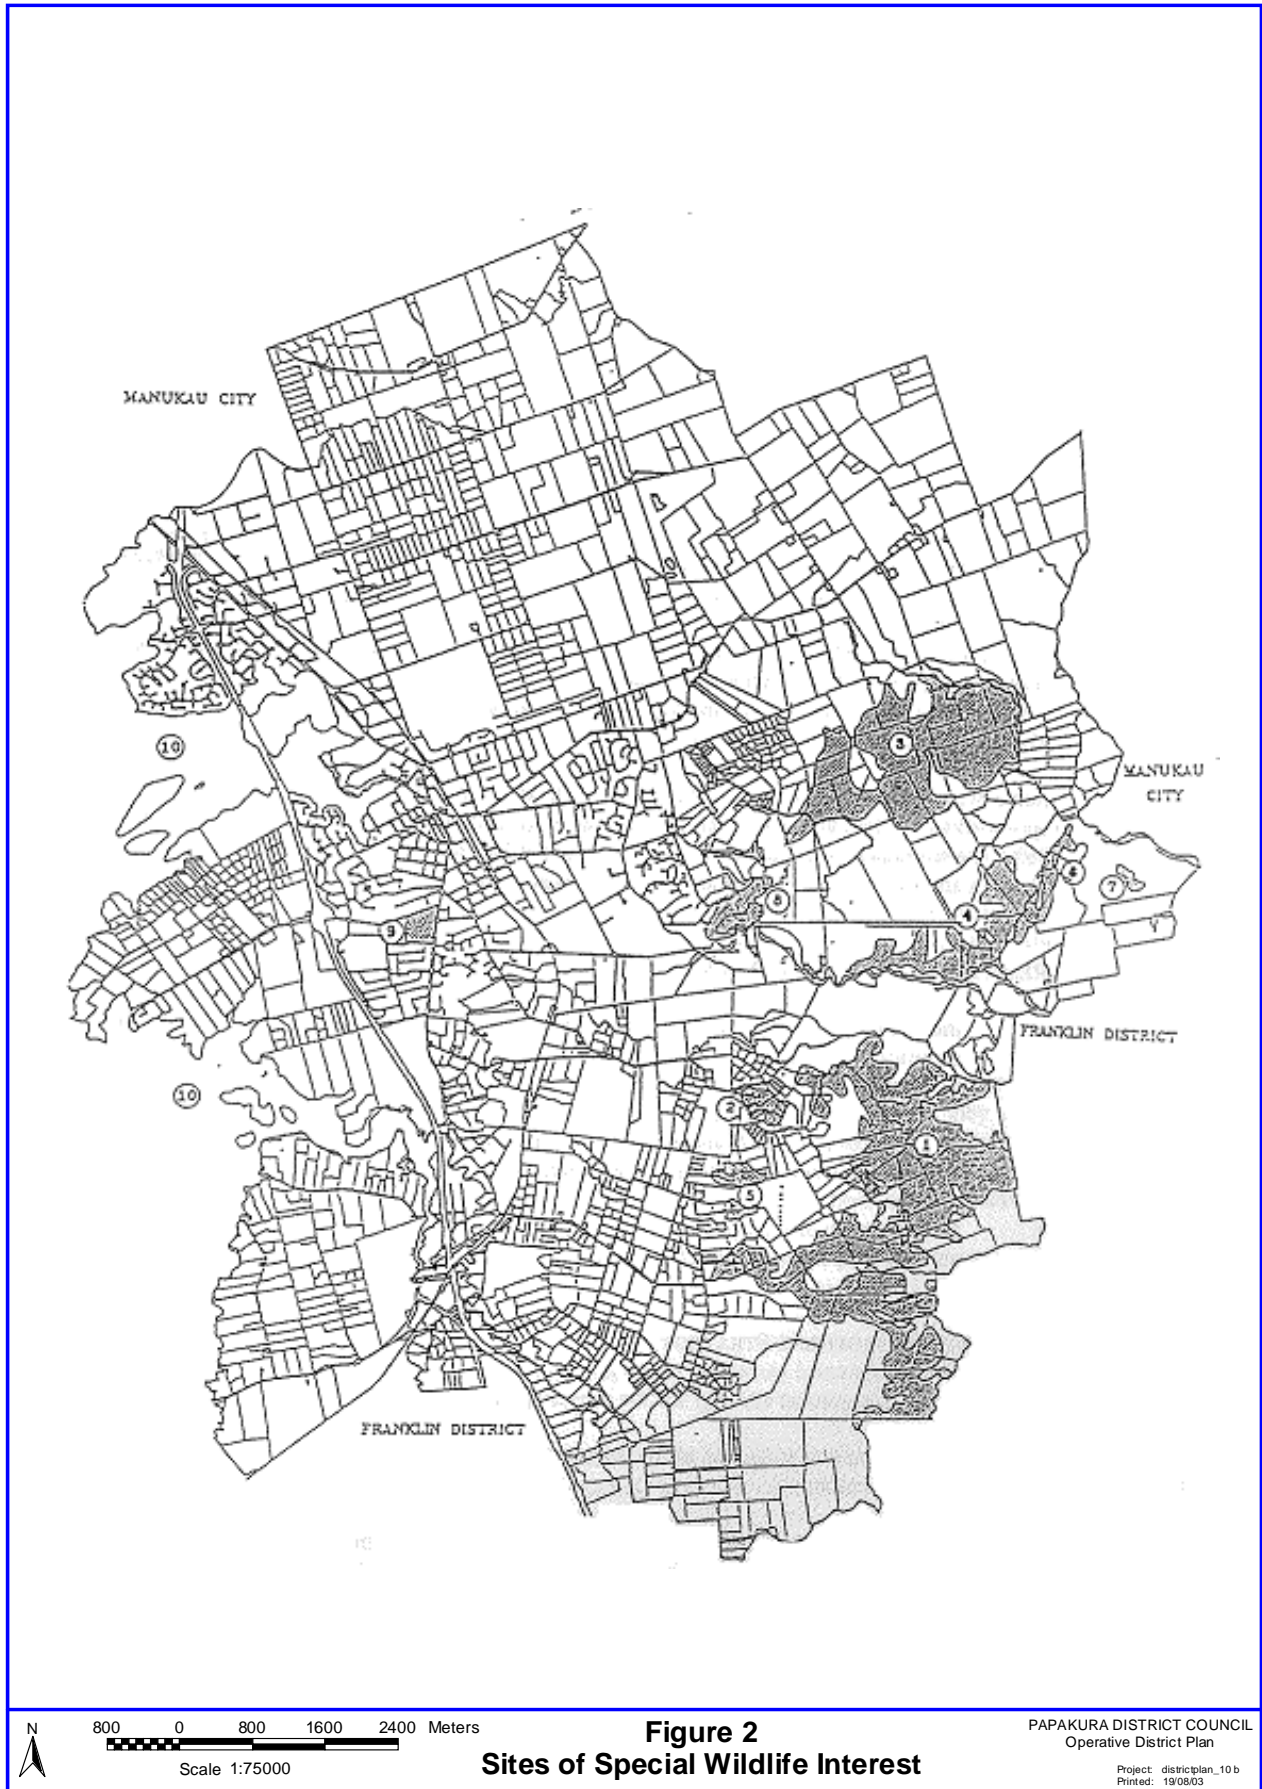 MANUKAU CITY
3
10
MANUKAU
CITY
6
7
8
4
9
FRANKLIN DISTRICT
10
2
1
5
FRANKLIN DISTRICT
N
800 0 800 1600 2400 Meters
Scale 1:75000
Figure 2
Sites of Special Wildlife Interest
PAPAKURA DISTRICT COUNCIL
Operative District Plan
Project: districtplan_10 b
Printed: 19/08/03